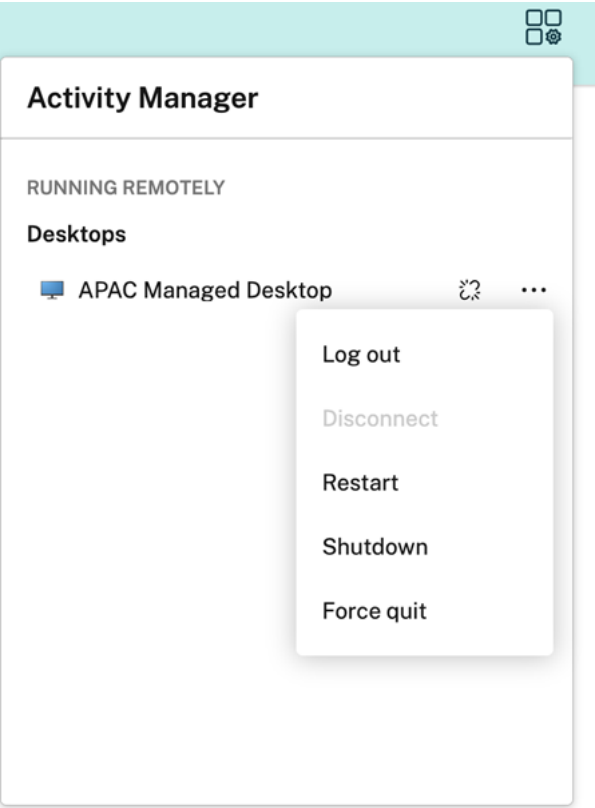 Activity Manager
RUNNING REMOTELY
Desktops
APAC Managed Desktop
Log out
Disconnect
Restart
Shutdown
Force quit